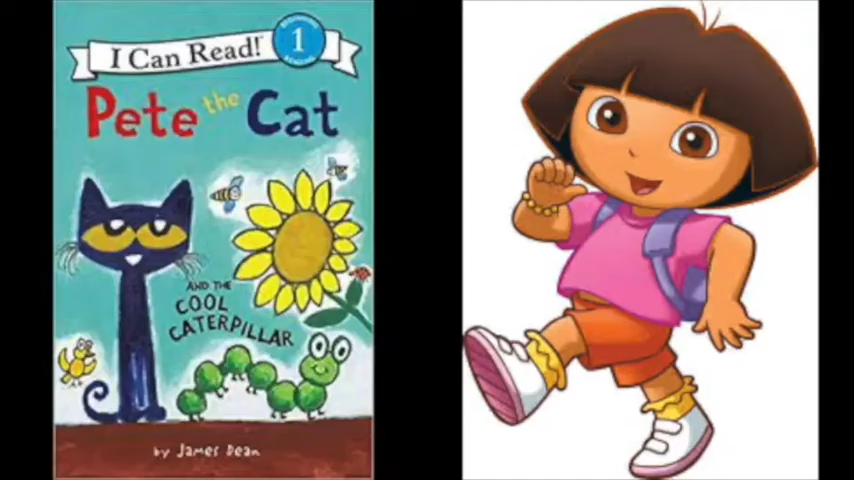 I Can Read!
1
Pete the Cat
AND THE
COOL
CATERPILLAR
by James Dean